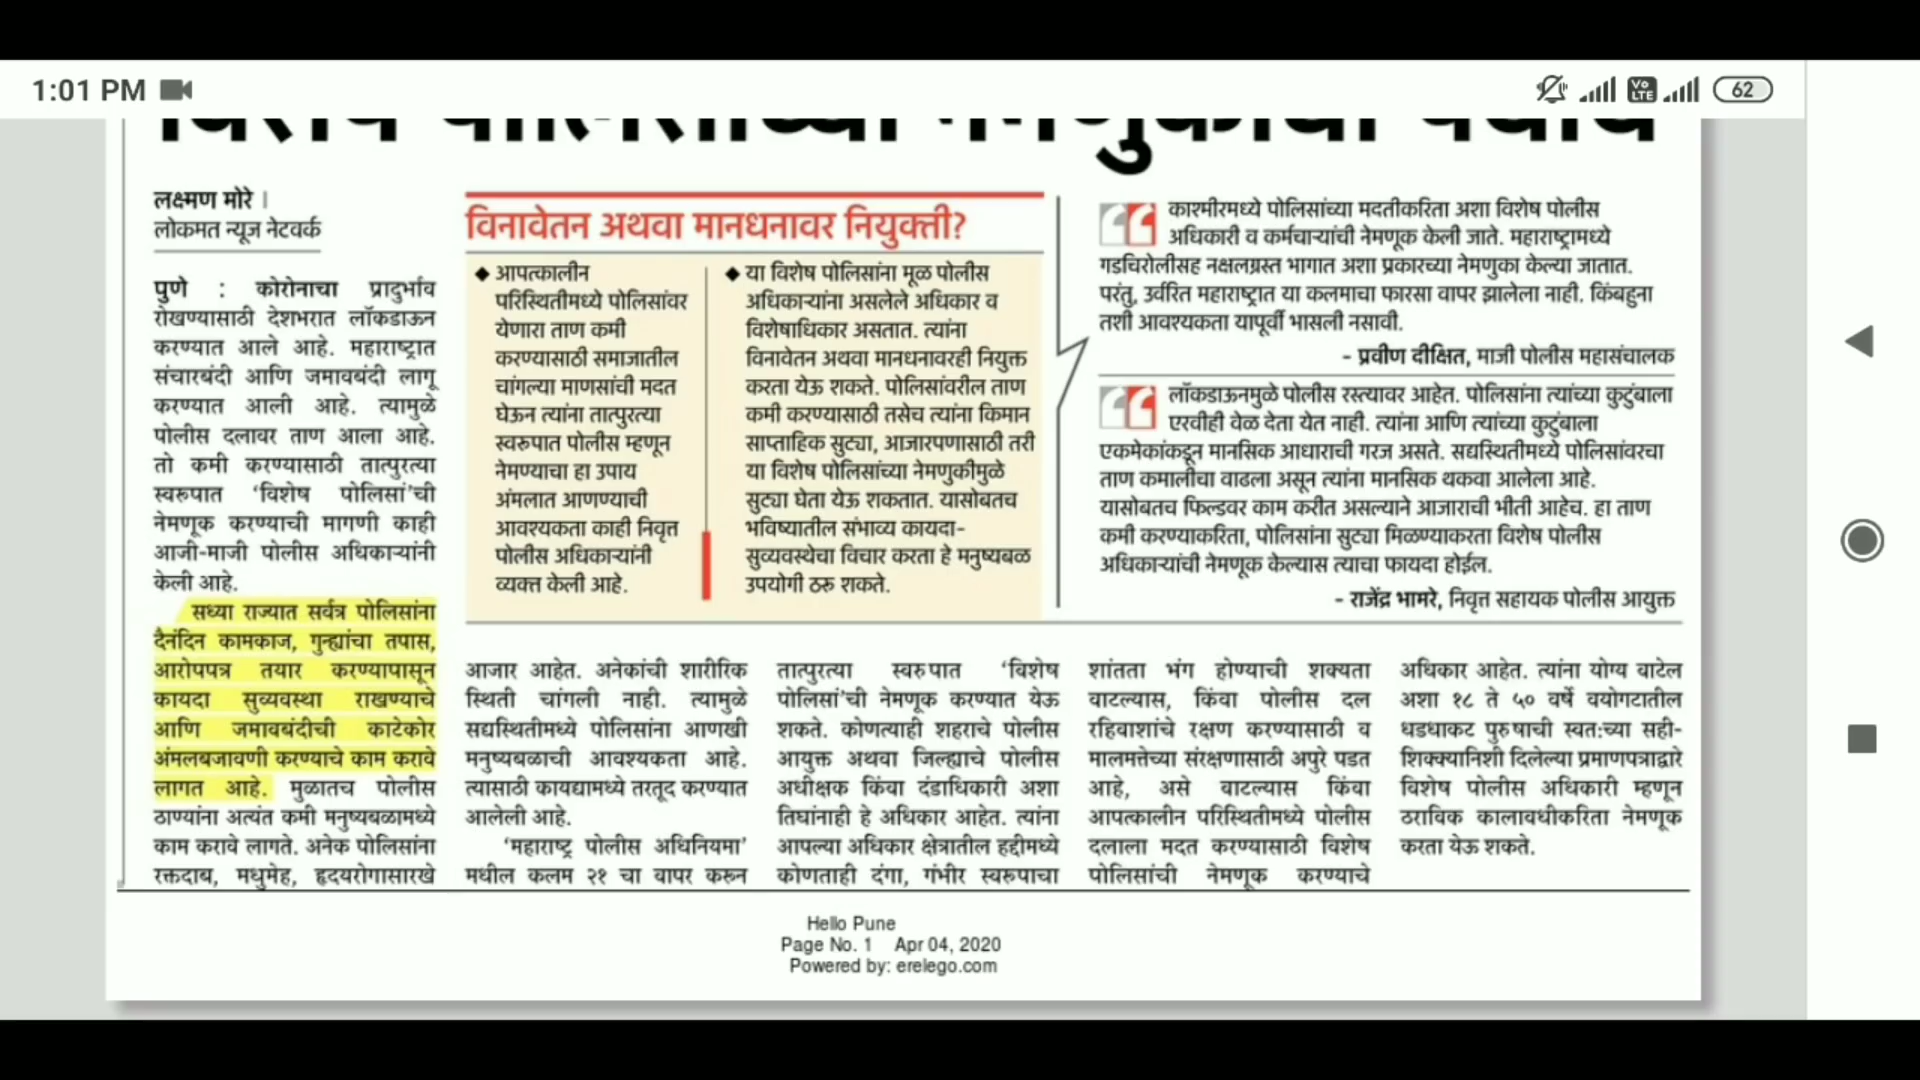 1:01 PM
Vo LTE
62
लक्ष्मण मोरे |
लोकमत न्यूज नेटवर्क
पुणे : कोरोनाचा प्रादुर्भाव
रोखण्यासाठी देशभरात लॉकडाऊन
करण्यात आले आहे. महाराष्ट्रात
संचारबंदी आणि जमावबंदी लागू
करण्यात आली आहे. त्यामुळे
पोलीस दलावर ताण आला आहे.
तो कमी करण्यासाठी तात्पुरत्या
स्वरूपात ‘विशेष पोलिसां’ची
नेमणूक करण्याची मागणी काही
आजी-माजी पोलीस अधिकाऱ्यांनी
केली आहे.
सध्या राज्यात सर्वत्र पोलिसांना
दैनंदिन कामकाज, गुन्ह्यांचा तपास,
आरोपपत्र तयार करण्यापासून
कायदा सुव्यवस्था राखण्याचे
आणि जमावबंदीची काटेकोर
अंमलबजावणी करण्याचे काम करावे
लागत आहे. मुळातच पोलीस
ठाण्यांना अत्यंत कमी मनुष्यबळामध्ये
काम करावे लागते. अनेक पोलिसांना
रक्तदाब, मधुमेह, हृदयरोगासारखे
विनावेतन अथवा मानधनावर नियुक्ती?
◆ आपत्कालीन
परिस्थितीमध्ये पोलिसांवर
येणारा ताण कमी
करण्यासाठी समाजातील
चांगल्या माणसांची मदत
घेऊन त्यांना तात्पुरत्या
स्वरूपात पोलीस म्हणून
नेमण्याचा हा उपाय
अंमलात आणण्याची
आवश्यकता काही निवृत्त
पोलीस अधिकाऱ्यांनी
व्यक्त केली आहे.
◆ या विशेष पोलिसांना मूळ पोलीस
अधिकाऱ्यांना असलेले अधिकार व
विशेषाधिकार असतात. त्यांना
विनावेतन अथवा मानधनावरही नियुक्त
करता येऊ शकते. पोलिसांवरील ताण
कमी करण्यासाठी तसेच त्यांना किमान
साप्ताहिक सुट्या, आजारपणासाठी तरी
या विशेष पोलिसांच्या नेमणुकीमुळे
सुट्या घेता येऊ शकतात. यासोबतच
भविष्यातील संभाव्य कायदा-
सुव्यवस्थेचा विचार करता हे मनुष्यबळ
उपयोगी ठरू शकते.
काश्मीरमध्ये पोलिसांच्या मदतीकरिता अशा विशेष पोलीस
अधिकारी व कर्मचाऱ्यांची नेमणूक केली जाते. महाराष्ट्रामध्ये
गडचिरोलीसह नक्षलग्रस्त भागात अशा प्रकारच्या नेमणुका केल्या जातात.
परंतु, उर्वरित महाराष्ट्रात या कलमाचा फारसा वापर झालेला नाही. किंबहुना
तशी आवश्यकता यापूर्वी भासली नसावी.
- प्रवीण दीक्षित, माजी पोलीस महासंचालक
लॉकडाऊनमुळे पोलीस रस्त्यावर आहेत. पोलिसांना त्यांच्या कुटुंबाला
एरवीही वेळ देता येत नाही. त्यांना आणि त्यांच्या कुटुंबाला
एकमेकांकडून मानसिक आधाराची गरज असते. सद्यस्थितीमध्ये पोलिसांवरचा
ताण कमालीचा वाढला असून त्यांना मानसिक थकवा आलेला आहे.
यासोबतच फिल्डवर काम करीत असल्याने आजाराची भीती आहेच. हा ताण
कमी करण्याकरिता, पोलिसांना सुट्या मिळण्याकरता विशेष पोलीस
अधिकाऱ्यांची नेमणूक केल्यास त्याचा फायदा होईल.
- राजेंद्र भामरे, निवृत्त सहायक पोलीस आयुक्त
आजार आहेत. अनेकांची शारीरिक
स्थिती चांगली नाही. त्यामुळे
सद्यस्थितीमध्ये पोलिसांना आणखी
मनुष्यबळाची आवश्यकता आहे.
त्यासाठी कायद्यामध्ये तरतूद करण्यात
आलेली आहे.
‘महाराष्ट्र पोलीस अधिनियमा’
मधील कलम २१ चा वापर करून
तात्पुरत्या स्वरुपात ‘विशेष
पोलिसां’ची नेमणूक करण्यात येऊ
शकते. कोणत्याही शहराचे पोलीस
आयुक्त अथवा जिल्ह्याचे पोलीस
अधीक्षक किंवा दंडाधिकारी अशा
तिघांनाही हे अधिकार आहेत. त्यांना
आपल्या अधिकार क्षेत्रातील हद्दीमध्ये
कोणताही दंगा, गंभीर स्वरूपाचा
शांतता भंग होण्याची शक्यता
वाटल्यास, किंवा पोलीस दल
रहिवाशांचे रक्षण करण्यासाठी व
मालमत्तेच्या संरक्षणासाठी अपुरे पडत
आहे, असे वाटल्यास किंवा
आपत्कालीन परिस्थितीमध्ये पोलीस
दलाला मदत करण्यासाठी विशेष
पोलिसांची नेमणूक करण्याचे
अधिकार आहेत. त्यांना योग्य वाटेल
अशा १८ ते ५० वर्षे वयोगटातील
धडधाकट पुरुषाची स्वत:च्या सही-
शिक्क्यानिशी दिलेल्या प्रमाणपत्राद्वारे
विशेष पोलीस अधिकारी म्हणून
ठराविक कालावधीकरिता नेमणूक
करता येऊ शकते.
Hello Pune
Page No. 1 Apr 04, 2020
Powered by: erelego.com